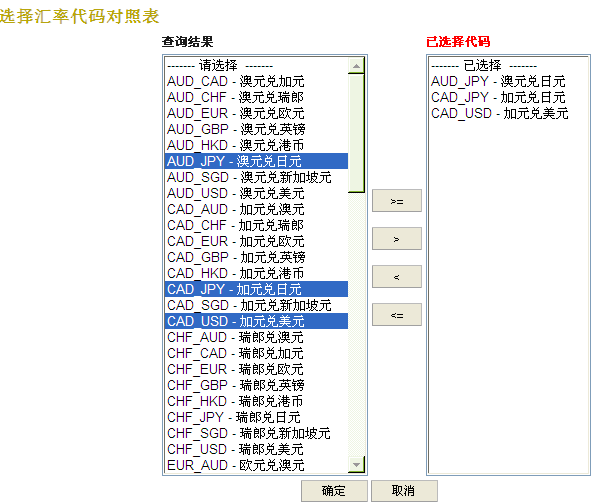 选择汇率代码对照表
查询结果
------- 请选择 -------
AUD_CAD - 澳元兑加元
AUD_CHF - 澳元兑瑞郎
AUD_EUR - 澳元兑欧元
AUD_GBP - 澳元兑英镑
AUD_HKD - 澳元兑港币
AUD_JPY - 澳元兑日元
AUD_SGD - 澳元兑新加坡元
AUD_USD - 澳元兑美元
CAD_AUD - 加元兑澳元
CAD_CHF - 加元兑瑞郎
CAD_EUR - 加元兑欧元
CAD_GBP - 加元兑英镑
CAD_HKD - 加元兑港币
CAD_JPY - 加元兑日元
CAD_SGD - 加元兑新加坡元
CAD_USD - 加元兑美元
CHF_AUD - 瑞郎兑澳元
CHF_CAD - 瑞郎兑加元
CHF_EUR - 瑞郎兑欧元
CHF_GBP - 瑞郎兑英镑
CHF_HKD - 瑞郎兑港币
CHF_JPY - 瑞郎兑日元
CHF_SGD - 瑞郎兑新加坡元
CHF_USD - 瑞郎兑美元
EUR_AUD - 欧元兑澳元
>=
>
<
<=
已选择代码
------- 已选择 -------
AUD_JPY - 澳元兑日元
CAD_JPY - 加元兑日元
CAD_USD - 加元兑美元
确定
取消